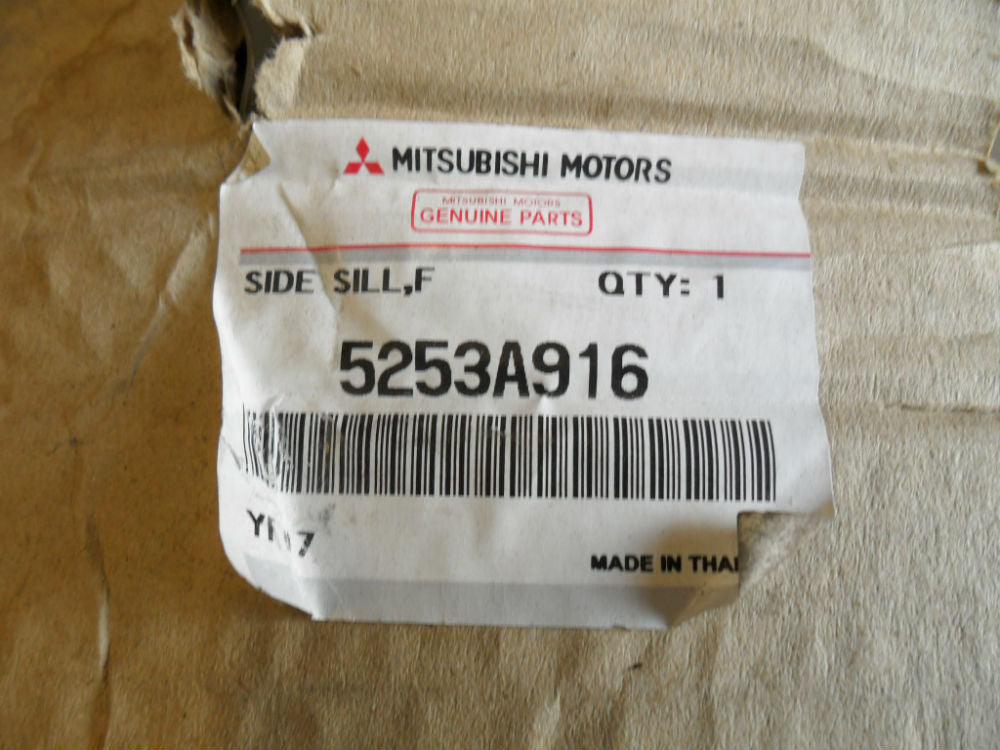 MITSUBISHI MOTORS
MITSUBISHI MOTORS
GENUINE PARTS
SIDE SILL,F QTY: 1
5253A916
MADE IN THAI